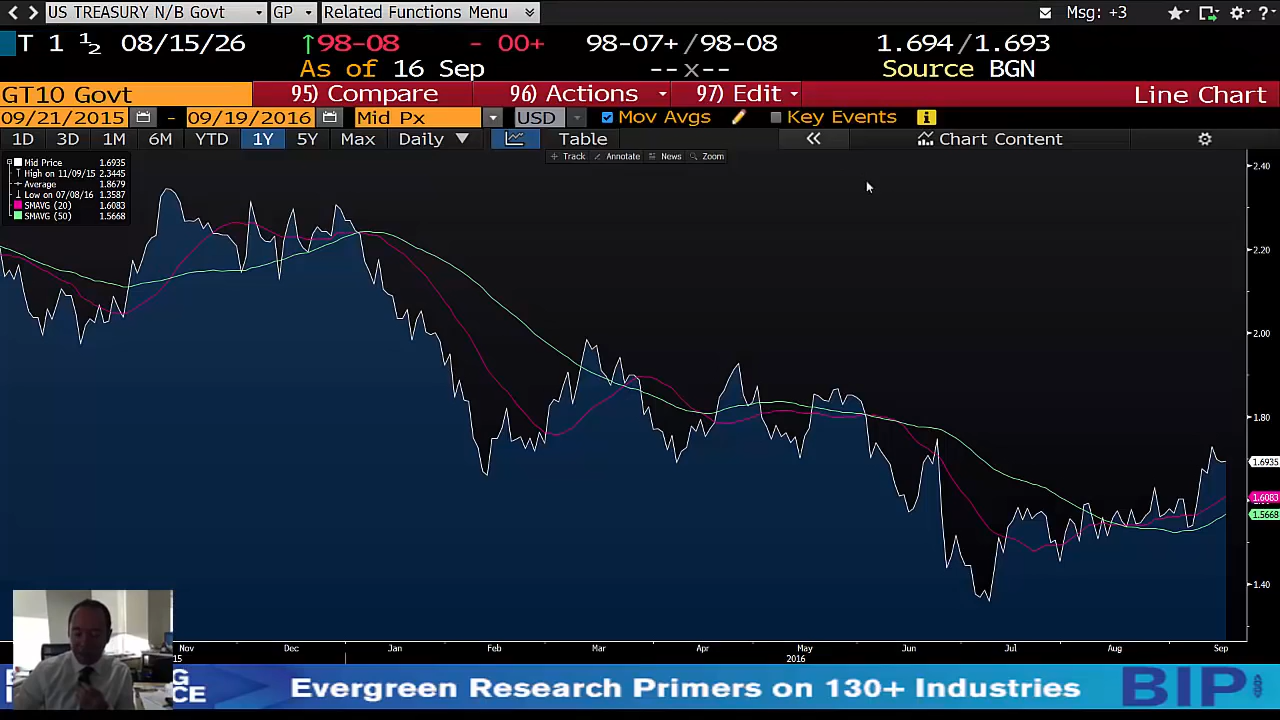 US TREASURY N/B Govt GP Related Functions Menu Msg: +3
T 1 ½ 08/15/26 ↑98-08 - 00+ 98-07+/98-08 1.694/1.693
As of 16 Sep --x-- Source BGN
GT10 Govt 95) Compare 96) Actions 97) Edit Line Chart
09/21/2015 - 09/19/2016 Mid Px USD Mov Avgs Key Events
1D 3D 1M 6M YTD 1Y 5Y Max Daily Table Chart Content
Track Annotate News Zoom
Mid Price 1.6935
High on 11/09/15 2.3445
Average 1.8679
Low on 07/08/16 1.3587
SMAVG (20) 1.6083
SMAVG (50) 1.5668
2.40
2.20
2.00
1.80
1.6935
1.6083
1.5668
1.40
Nov Dec Jan Feb Mar Apr May Jun Jul Aug Sep
15 2016
Evergreen Research Primers on 130+ Industries
BIP